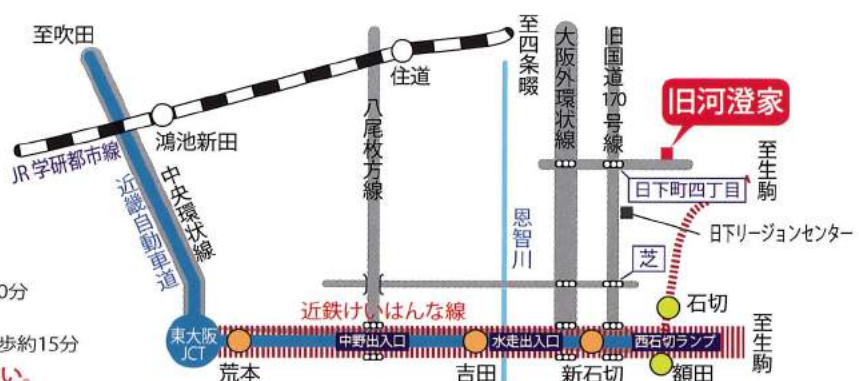 至吹田
住道
鴻池新田
JR学研都市線
中央環状線
近畿自動車道
八尾枚方線
至四条畷
恩智川
大阪外環状線
旧国道170号線
旧河澄家
至生駒
日下町四丁目
日下リージョンセンター
芝
0分
歩約15分
い。
近鉄けいはんな線
石切
東大阪
JCT
中野出入口
水走出入口
西石切ランプ
至生駒
荒本
吉田
新石切
額田